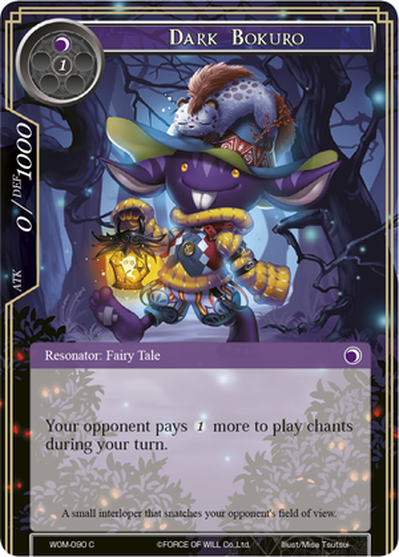 Dark Bokuro
1
ATK 0 / DEF 1000
Resonator: Fairy Tale
Your opponent pays 1 more to play chants
during your turn.
A small interloper that snatches your opponent's field of view.
WOM-090 C ©FORCE OF WILL Co.,Ltd. Illust/Misa Tsutsui